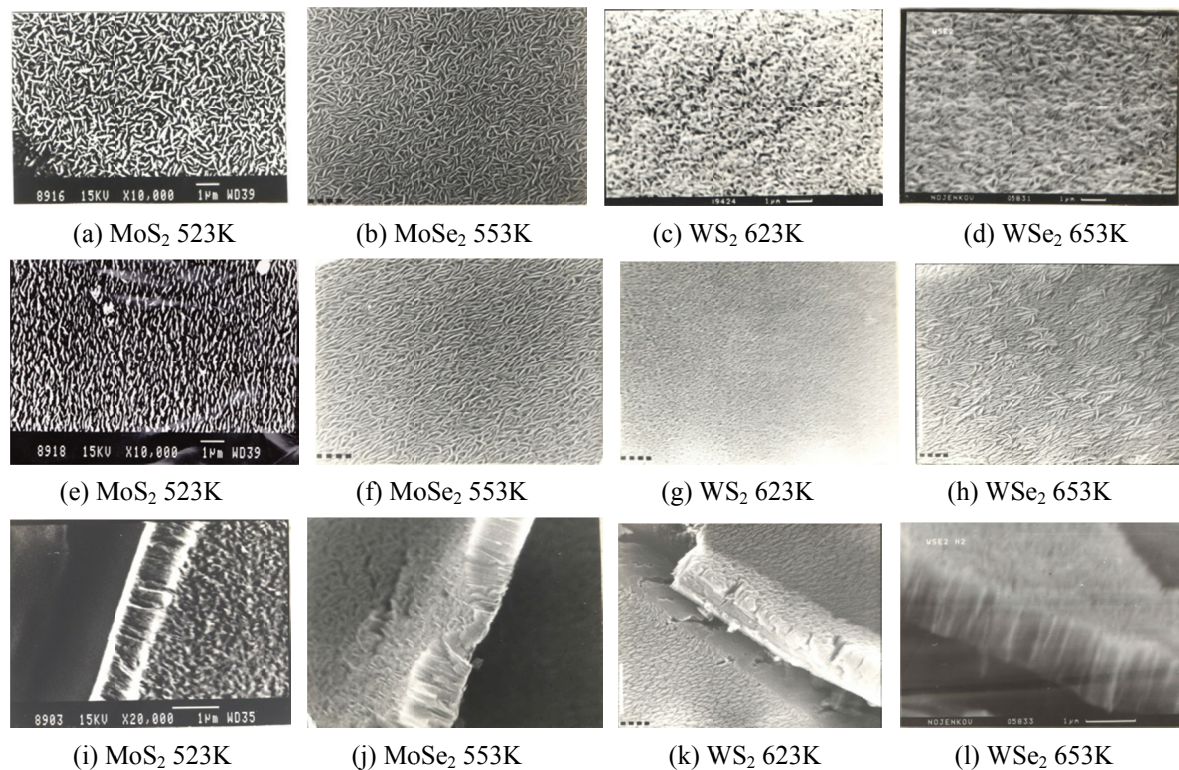 WSE2
8916 15KV X10,000 1μm WD39
19424 1μm
NOJENKOV 05831 1μm
(a) MoS₂ 523K (b) MoSe₂ 553K (c) WS₂ 623K (d) WSe₂ 653K
8918 15KV X10,000 1μm WD39
(e) MoS₂ 523K (f) MoSe₂ 553K (g) WS₂ 623K (h) WSe₂ 653K
WSE2 H2
8903 15KV X20,000 1μm WD35
NOJENKOV 05833 1μm
(i) MoS₂ 523K (j) MoSe₂ 553K (k) WS₂ 623K (l) WSe₂ 653K